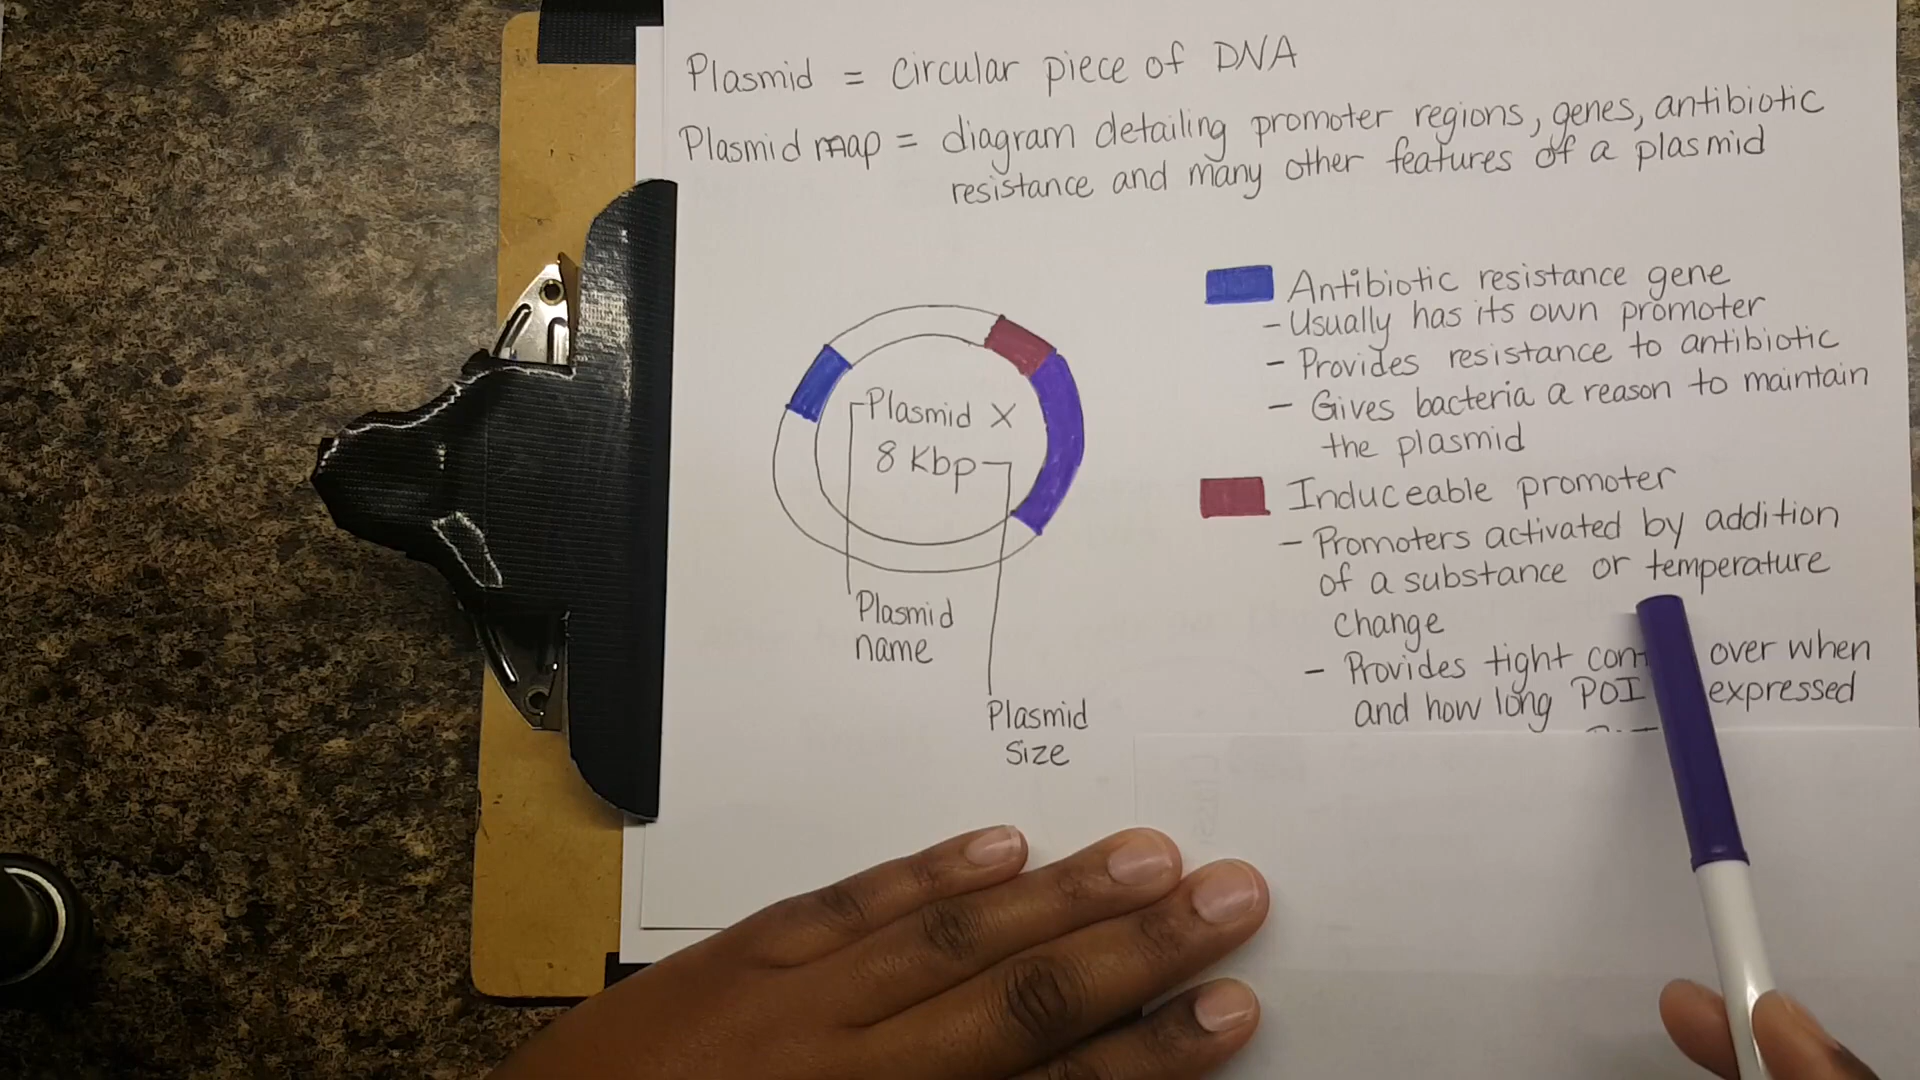 Plasmid = circular piece of DNA
Plasmid map = diagram detailing promoter regions, genes, antibiotic
resistance and many other features of a plasmid
Plasmid X
8 Kbp
Plasmid
name
Plasmid
Size
Antibiotic resistance gene
- Usually has its own promoter
- Provides resistance to antibiotic
- Gives bacteria a reason to maintain
the plasmid
Induceable promoter
- Promoters activated by addition
of a substance or temperature
change
- Provides tight over when
and how long POI expressed